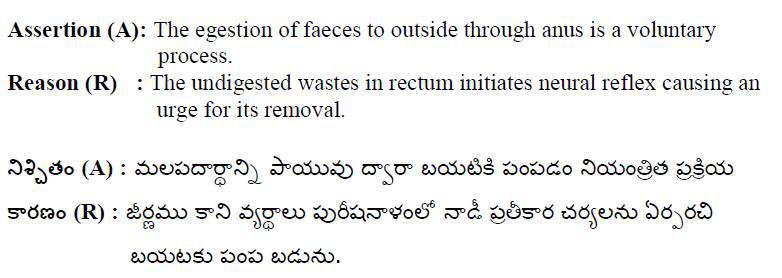 Assertion (A): The egestion of faeces to outside through anus is a voluntary
process.
Reason (R) : The undigested wastes in rectum initiates neural reflex causing an
urge for its removal.
నిశ్చితం (A) : మలపదార్థాన్ని పాయువు ద్వారా బయటికి పంపడం నియంత్రిత ప్రక్రియ
కారణం (R) : జీర్ణము కాని వ్యర్థాలు పురీషనాళంలో నాడీ ప్రతీకార చర్యలను ఏర్పరచి
బయటకు పంప బడును.